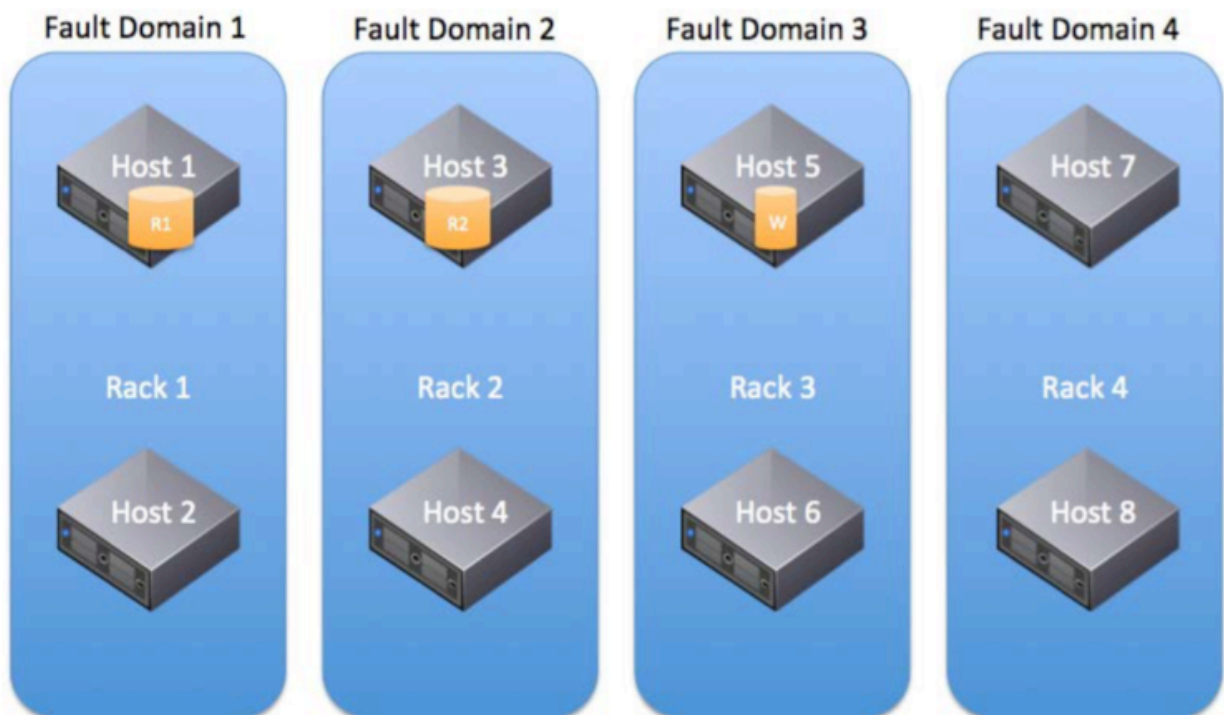 Fault Domain 1
Fault Domain 2
Fault Domain 3
Fault Domain 4
Host 1
R1
Host 3
R2
Host 5
W
Host 7
Rack 1
Rack 2
Rack 3
Rack 4
Host 2
Host 4
Host 6
Host 8